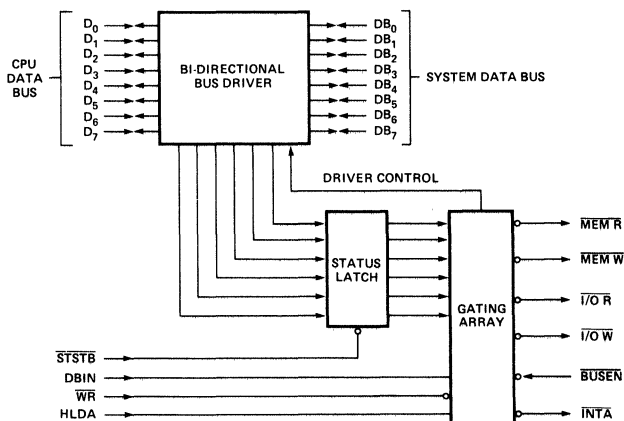 CPU
DATA
BUS
D0
D1
D2
D3
D4
D5
D6
D7
BI-DIRECTIONAL
BUS DRIVER
DB0
DB1
DB2
DB3
DB4
DB5
DB6
DB7
SYSTEM DATA BUS
DRIVER CONTROL
STATUS
LATCH
GATING
ARRAY
MEM R
MEM W
I/O R
I/O W
BUSEN
INTA
STSTB
DBIN
WR
HLDA